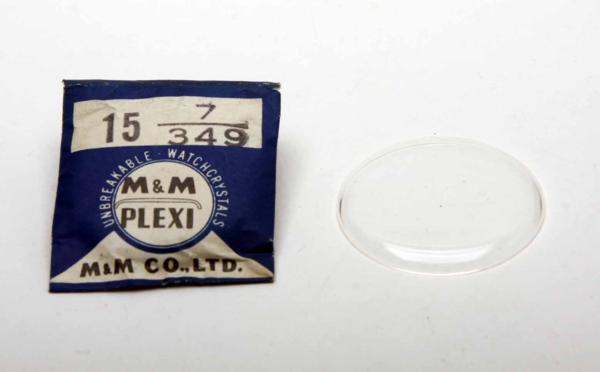 15 7
349
UNBREAKABLE · WATCHCRYSTALS
M&M
PLEXI
M&M CO.,LTD.